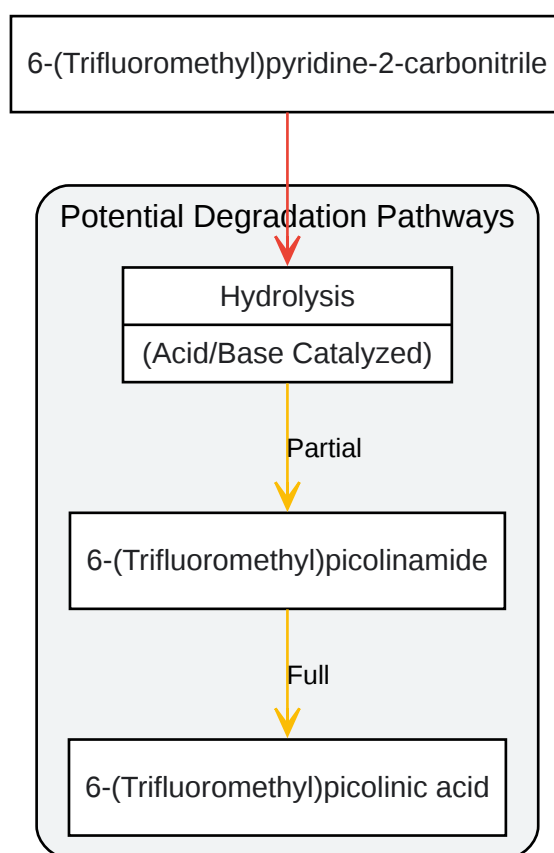 6-(Trifluoromethyl)pyridine-2-carbonitrile
Potential Degradation Pathways
Hydrolysis
(Acid/Base Catalyzed)
Partial
6-(Trifluoromethyl)picolinamide
Full
6-(Trifluoromethyl)picolinic acid